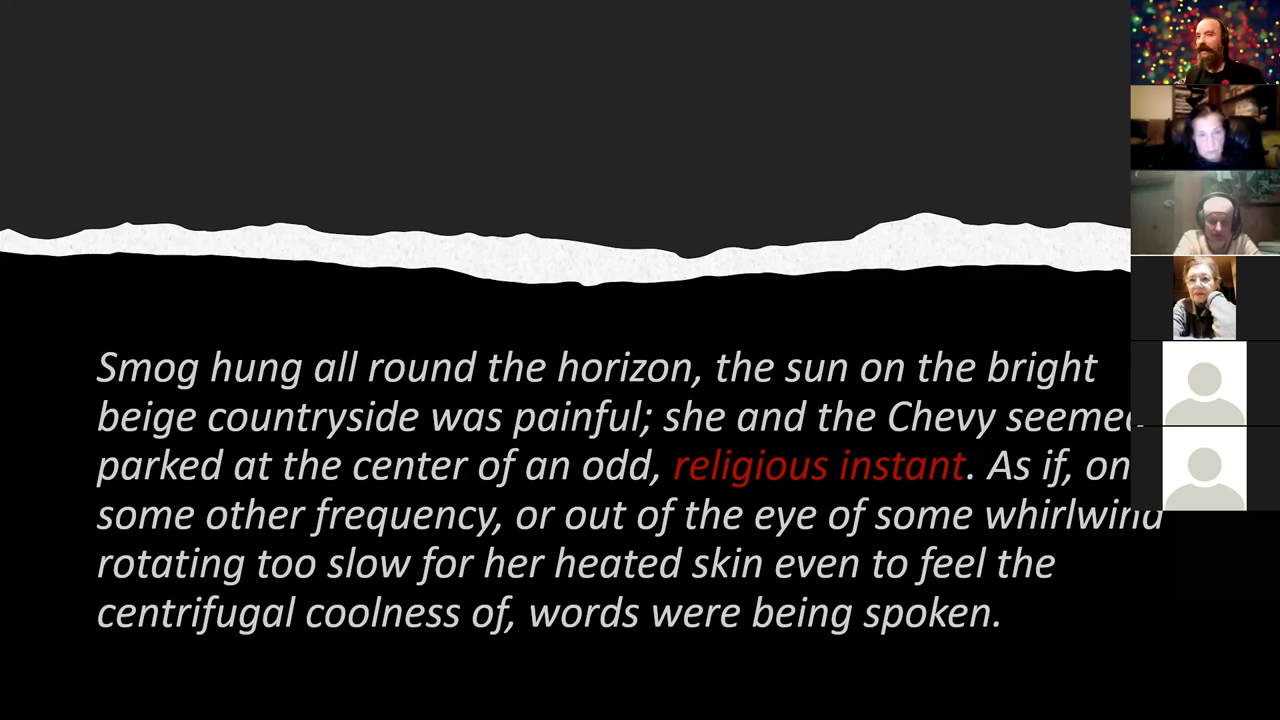 Smog hung all round the horizon, the sun on the bright
beige countryside was painful; she and the Chevy seemed
parked at the center of an odd, religious instant. As if, on
some other frequency, or out of the eye of some whirlwind
rotating too slow for her heated skin even to feel the
centrifugal coolness of, words were being spoken.